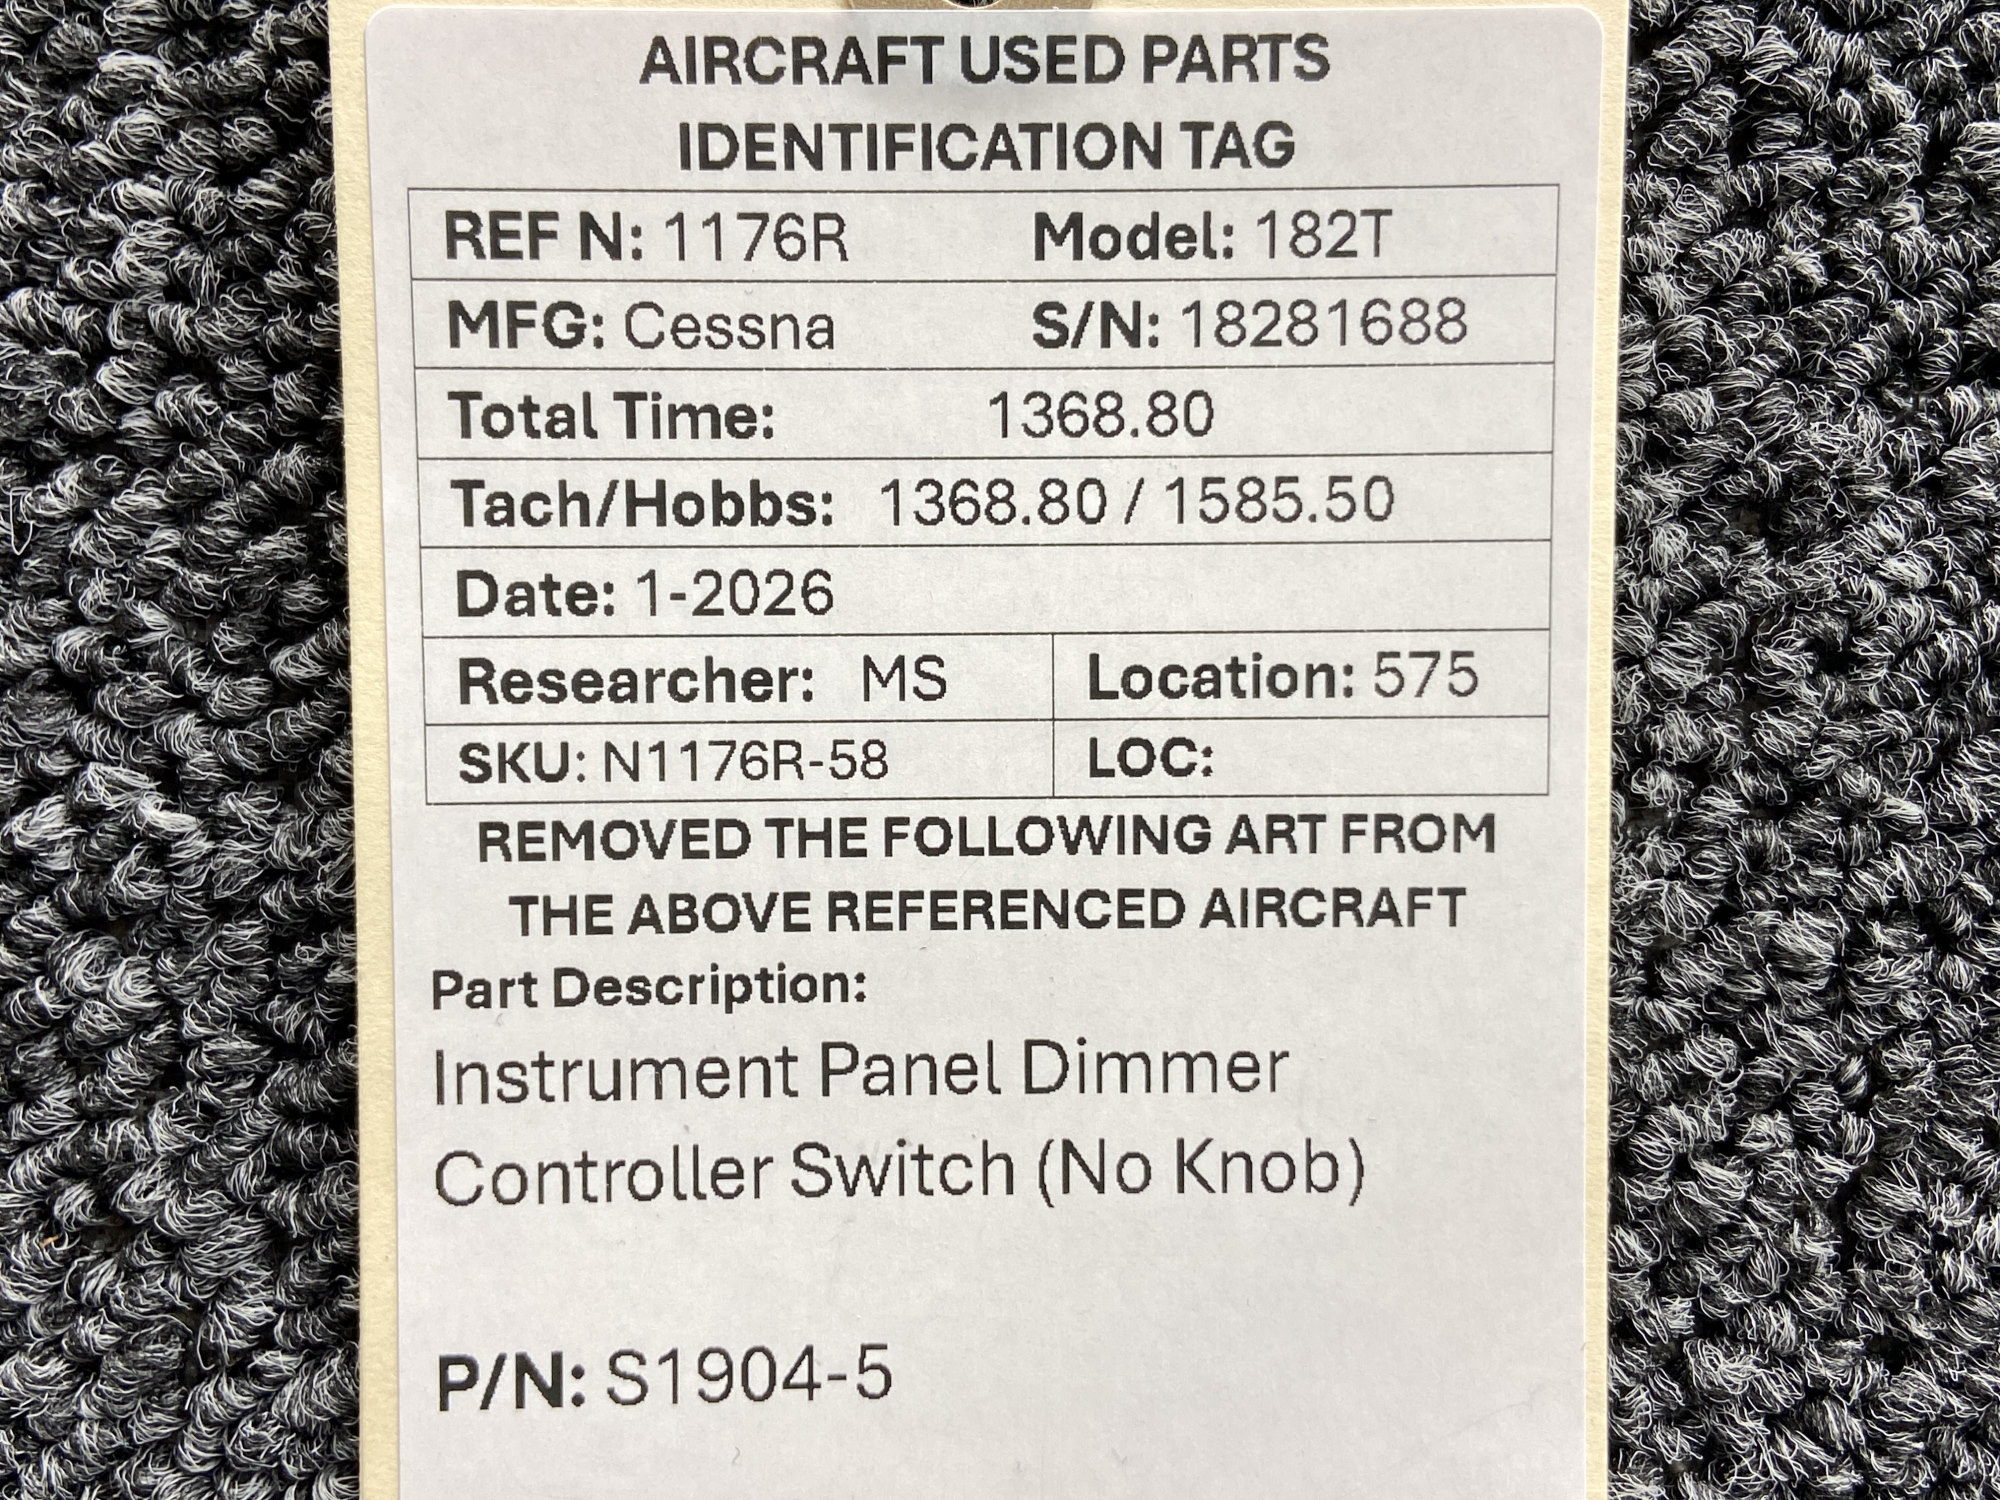 AIRCRAFT USED PARTS
IDENTIFICATION TAG
REF N: 1176R Model: 182T
MFG: Cessna S/N: 18281688
Total Time: 1368.80
Tach/Hobbs: 1368.80 / 1585.50
Date: 1-2026
Researcher: MS Location: 575
SKU: N1176R-58 LOC:
REMOVED THE FOLLOWING ART FROM
THE ABOVE REFERENCED AIRCRAFT
Part Description:
Instrument Panel Dimmer
Controller Switch (No Knob)
P/N: S1904-5